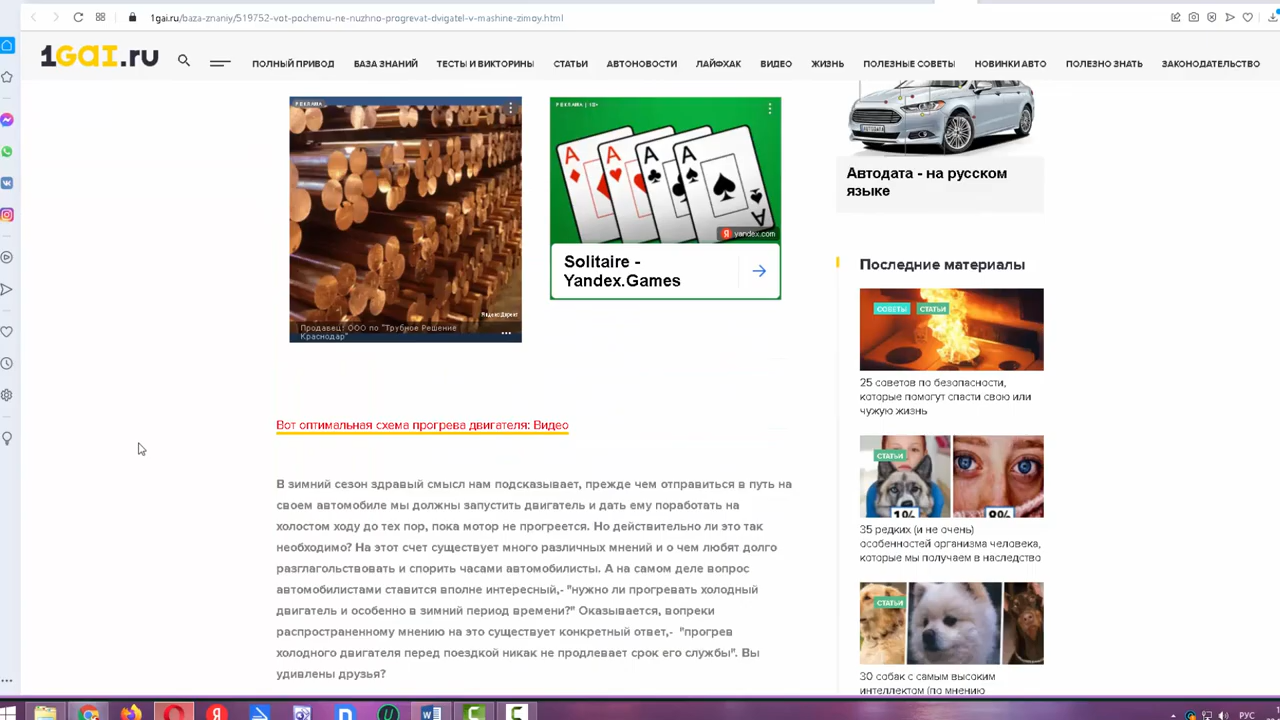 1gai.ru/baza-znaniy/519752-vot-pochemu-ne-nuzhno-progrevat-dvigatel-v-mashine-zimoy.html
1GAI.ru
ПОЛНЫЙ ПРИВОД БАЗА ЗНАНИЙ ТЕСТЫ И ВИКТОРИНЫ СТАТЬИ АВТОНОВОСТИ ЛАЙФХАК ВИДЕО ЖИЗНЬ ПОЛЕЗНЫЕ СОВЕТЫ НОВИНКИ АВТО ПОЛЕЗНО ЗНАТЬ ЗАКОНОДАТЕЛЬСТВО
РЕКЛАМА
ЯндексДирект
Продавец: ООО по "Трубное Решение
Краснодар"
РЕКЛАМА | 10+
A A A A
A
Я yandex.com
Solitaire -
Yandex.Games
Автодата - на русском
языке
Последние материалы
СОВЕТЫ СТАТЬИ
25 советов по безопасности,
которые помогут спасти свою или
чужую жизнь
СТАТЬИ
1% 8%
35 редких (и не очень)
особенностей организма человека,
которые мы получаем в наследство
СТАТЬИ
30 собак с самым высоким
интеллектом (по мнению
Вот оптимальная схема прогрева двигателя: Видео
В зимний сезон здравый смысл нам подсказывает, прежде чем отправиться в путь на
своем автомобиле мы должны запустить двигатель и дать ему поработать на
холостом ходу до тех пор, пока мотор не прогреется. Но действительно ли это так
необходимо? На этот счет существует много различных мнений и о чем любят долго
разглагольствовать и спорить часами автомобилисты. А на самом деле вопрос
автомобилистами ставится вполне интересный,- "нужно ли прогревать холодный
двигатель и особенно в зимний период времени?" Оказывается, вопреки
распространенному мнению на это существует конкретный ответ,- "прогрев
холодного двигателя перед поездкой никак не продлевает срок его службы". Вы
удивлены друзья?
РУС